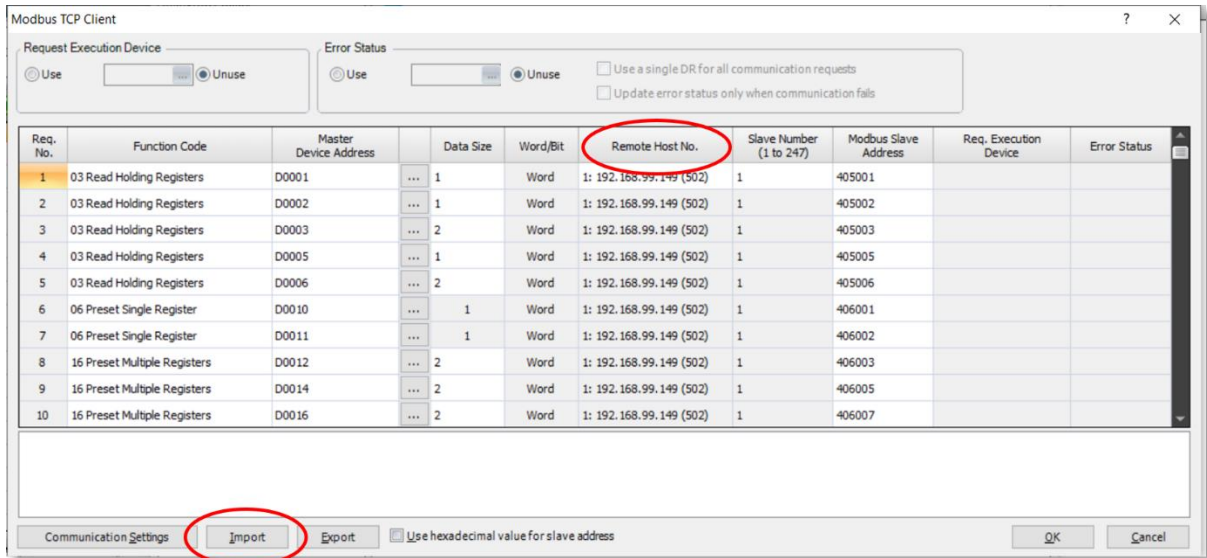 Modbus TCP Client ? ×
Request Execution Device Error Status
Use ... Unuse Use ... Unuse Use a single DR for all communication requests
Update error status only when communication fails
Req. No. Function Code Master Device Address Data Size Word/Bit Remote Host No. Slave Number (1 to 247) Modbus Slave Address Req. Execution Device Error Status
1 03 Read Holding Registers D0001 ... 1 Word 1: 192.168.99.149 (502) 1 405001
2 03 Read Holding Registers D0002 ... 1 Word 1: 192.168.99.149 (502) 1 405002
3 03 Read Holding Registers D0003 ... 2 Word 1: 192.168.99.149 (502) 1 405003
4 03 Read Holding Registers D0005 ... 1 Word 1: 192.168.99.149 (502) 1 405005
5 03 Read Holding Registers D0006 ... 2 Word 1: 192.168.99.149 (502) 1 405006
6 06 Preset Single Register D0010 ... 1 Word 1: 192.168.99.149 (502) 1 406001
7 06 Preset Single Register D0011 ... 1 Word 1: 192.168.99.149 (502) 1 406002
8 16 Preset Multiple Registers D0012 ... 2 Word 1: 192.168.99.149 (502) 1 406003
9 16 Preset Multiple Registers D0014 ... 2 Word 1: 192.168.99.149 (502) 1 406005
10 16 Preset Multiple Registers D0016 ... 2 Word 1: 192.168.99.149 (502) 1 406007
Communication Settings Import Export Use hexadecimal value for slave address OK Cancel